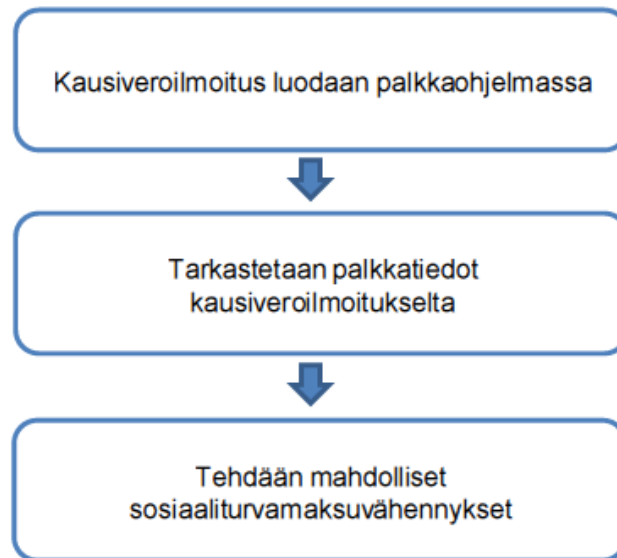 Kausiveroilmoitus luodaan palkkaohjelmassa
Tarkastetaan palkkatiedot
kausiveroilmoitukselta
Tehdään mahdolliset
sosiaaliturvamaksuvähennykset